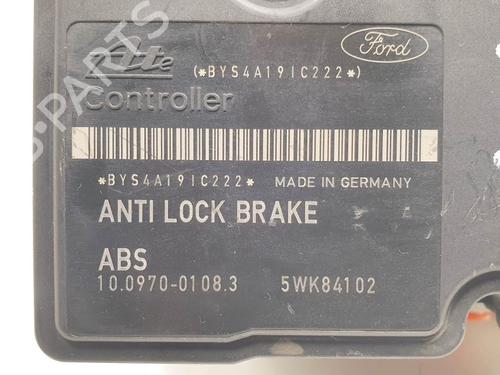 Ate
Ford
(*BYS4A19IC222*)
Controller
*BYS4A19IC222* MADE IN GERMANY
ANTI LOCK BRAKE
ABS
10.0970-0108.3 5WK84102